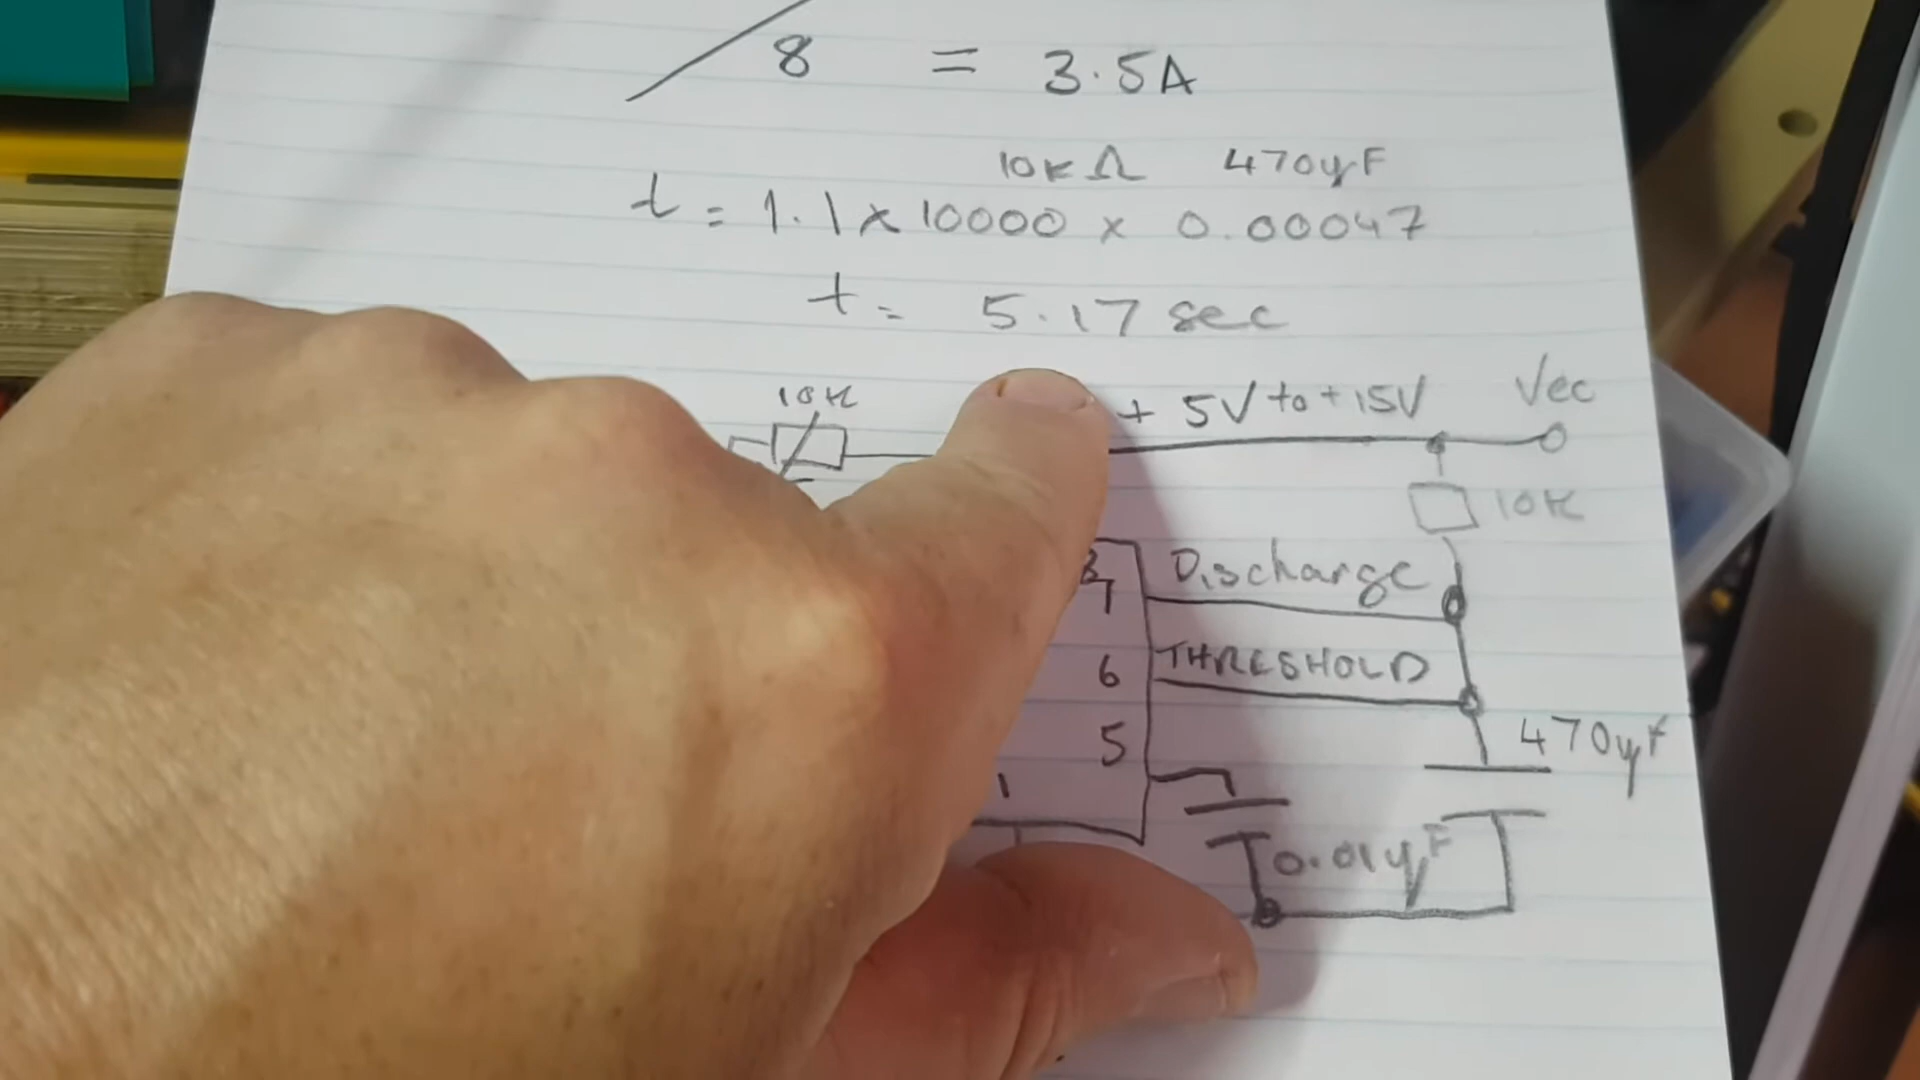 8 = 3.5A
10KΩ 470μF
t = 1.1 x 10000 x 0.00047
t = 5.17 sec
10K + 5V to + 15V Vcc
10K
7 Discharge
6 THRESHOLD
5 470μF
1
0.01μF